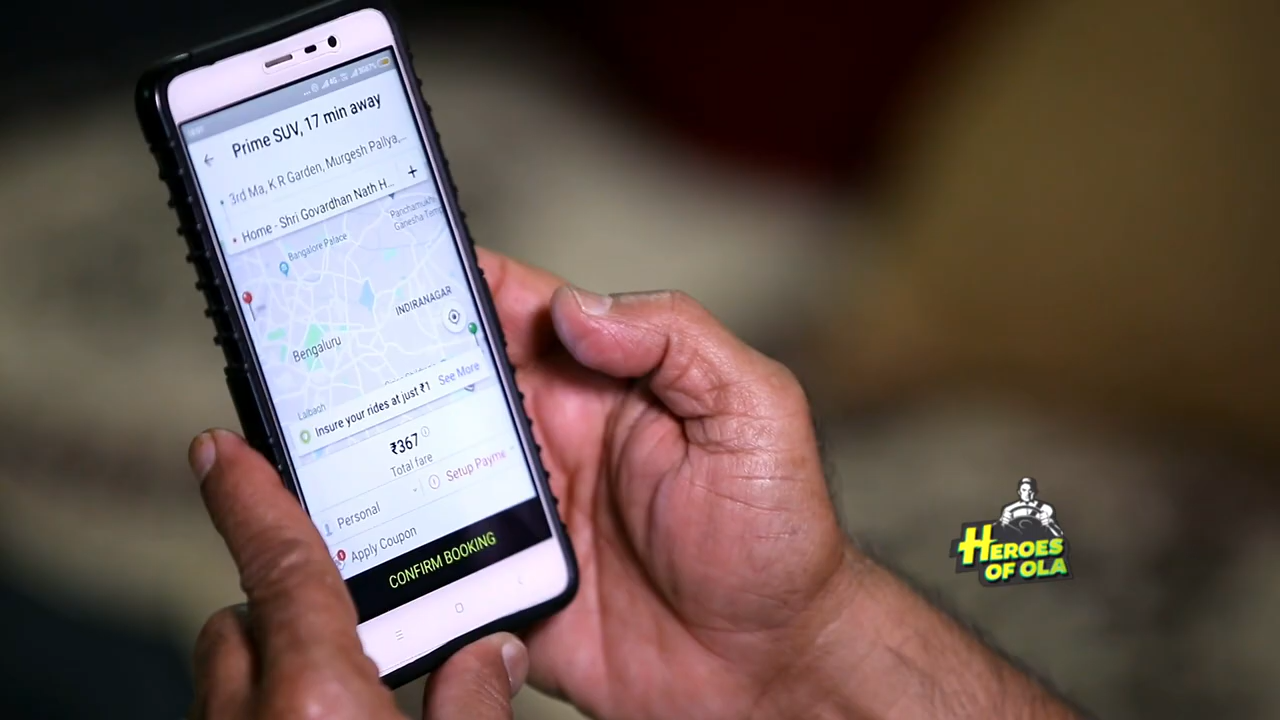 Prime SUV, 17 min away
3rd Ma, K R Garden, Murgesh Pallya,...
Home - Shri Govardhan Nath H...
Panchamukhi
Ganesha Temp
Bangalore Palace
INDIRANAGAR
Bengaluru
Lalbagh
Insure your rides at just ₹1 See More
₹367
Total fare
Personal
Setup Payme
Apply Coupon
CONFIRM BOOKING
HEROES
OF OLA